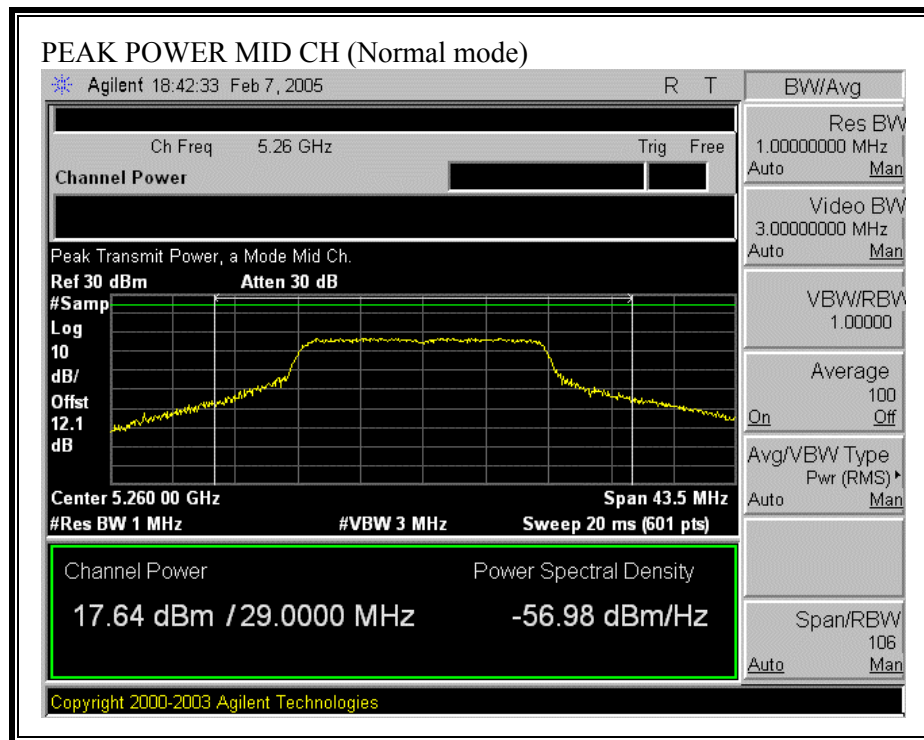 PEAK POWER MID CH (Normal mode)
Agilent 18:42:33 Feb 7, 2005 R T
Ch Freq 5.26 GHz Trig Free
Channel Power
Peak Transmit Power, a Mode Mid Ch.
Ref 30 dBm Atten 30 dB
#Samp
Log
10
dB/
Offst
12.1
dB
Center 5.260 00 GHz Span 43.5 MHz
#Res BW 1 MHz #VBW 3 MHz Sweep 20 ms (601 pts)
Channel Power Power Spectral Density
17.64 dBm / 29.0000 MHz -56.98 dBm/Hz
Copyright 2000-2003 Agilent Technologies
BW/Avg
Res BW
1.00000000 MHz
Auto Man
Video BW
3.00000000 MHz
Auto Man
VBW/RBW
1.00000
Average
100
On Off
Avg/VBW Type
Pwr (RMS)
Auto Man
Span/RBW
106
Auto Man